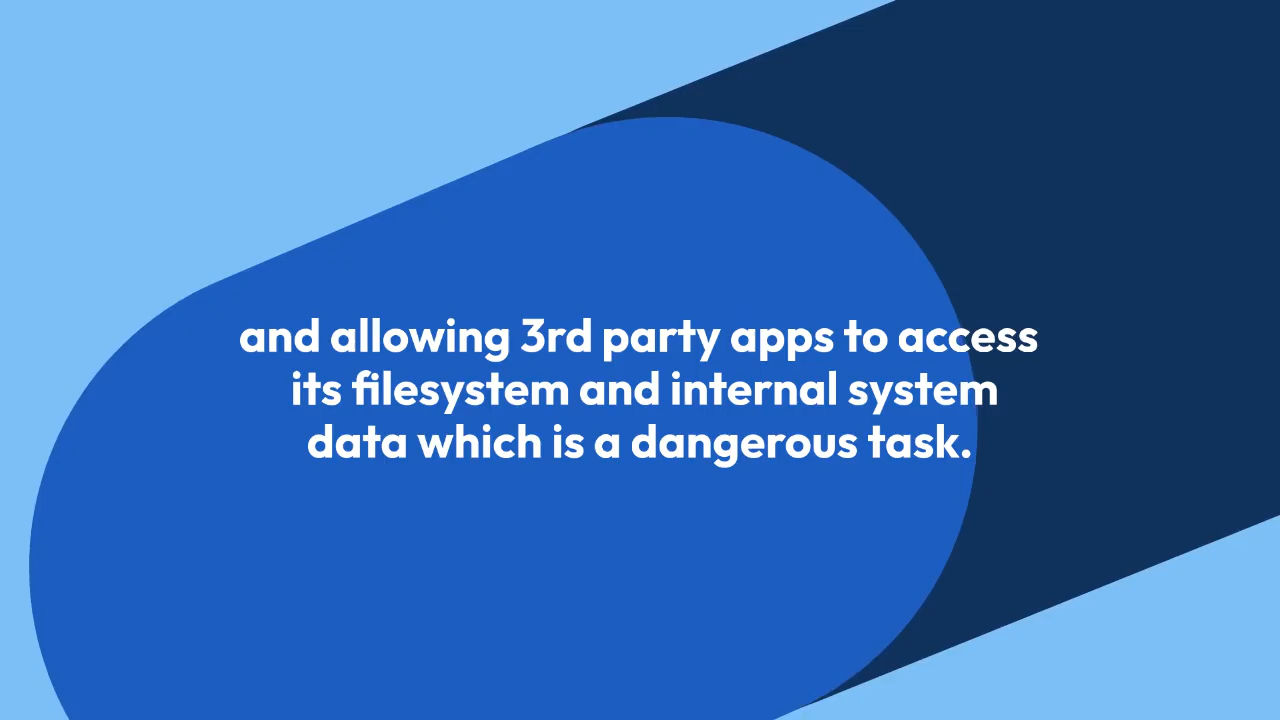 and allowing 3rd party apps to access
its filesystem and internal system
data which is a dangerous task.